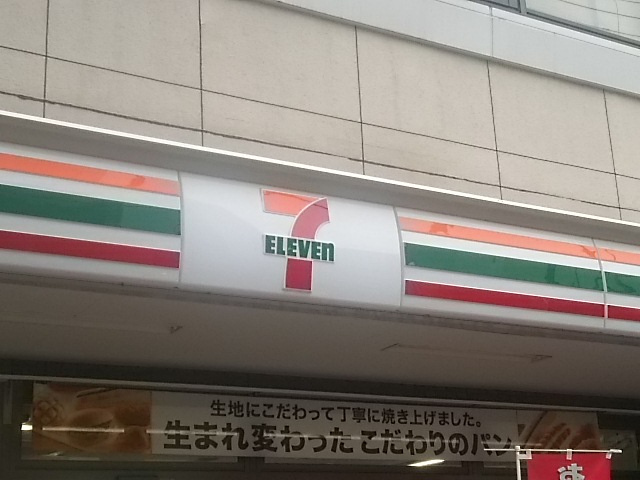 7
ELEVEn
生地にこだわって丁寧に焼き上げました。
生まれ変わったこだわりのパン